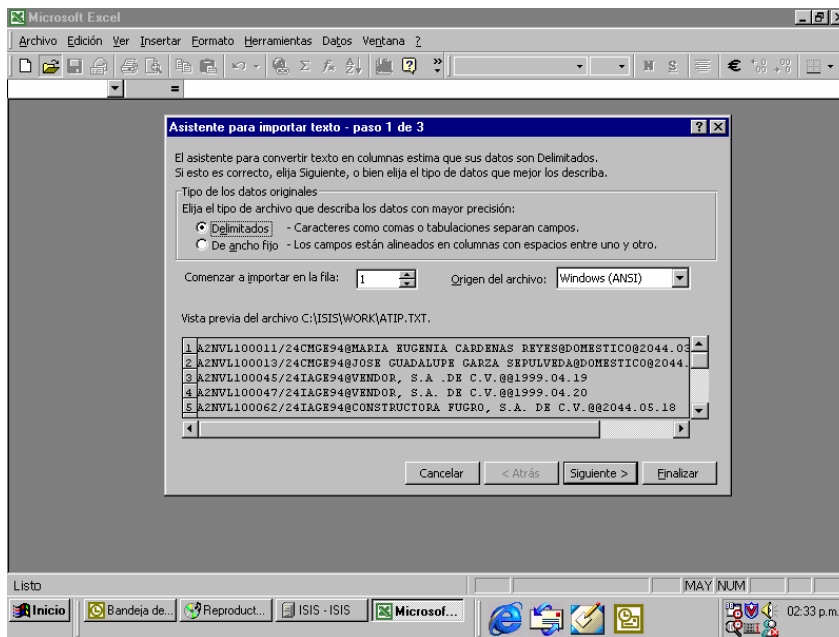 Microsoft Excel
Archivo Edición Ver Insertar Formato Herramientas Datos Ventana ?
N S €
=
Asistente para importar texto - paso 1 de 3
El asistente para convertir texto en columnas estima que sus datos son Delimitados.
Si esto es correcto, elija Siguiente, o bien elija el tipo de datos que mejor los describa.
Tipo de los datos originales
Elija el tipo de archivo que describa los datos con mayor precisión:
Delimitados - Caracteres como comas o tabulaciones separan campos.
De ancho fijo - Los campos están alineados en columnas con espacios entre uno y otro.
Comenzar a importar en la fila: 1 Origen del archivo: Windows (ANSI)
Vista previa del archivo C:\ISIS\WORK\ATIP.TXT.
1 A2NVL100011/24CMGE94@MARIA EUGENIA CARDENAS REYES@DOMESTICO@2044.03
2 A2NVL100013/24CMGE94@JOSE GUADALUPE GARZA SEPULVEDA@DOMESTICO@2044.
3 A2NVL100045/24IAGE94@VENDOR, S.A .DE C.V.@@1999.04.19
4 A2NVL100047/24IAGE94@VENDOR, S.A. DE C.V.@@1999.04.20
5 A2NVL100062/24IAGE94@CONSTRUCTORA FUGRO, S.A. DE C.V.@@2044.05.18
Cancelar < Atrás Siguiente > Finalizar
Listo MAY NUM
Inicio Bandeja de... Reproduct... ISIS - ISIS Microsof... 02:33 p.m.